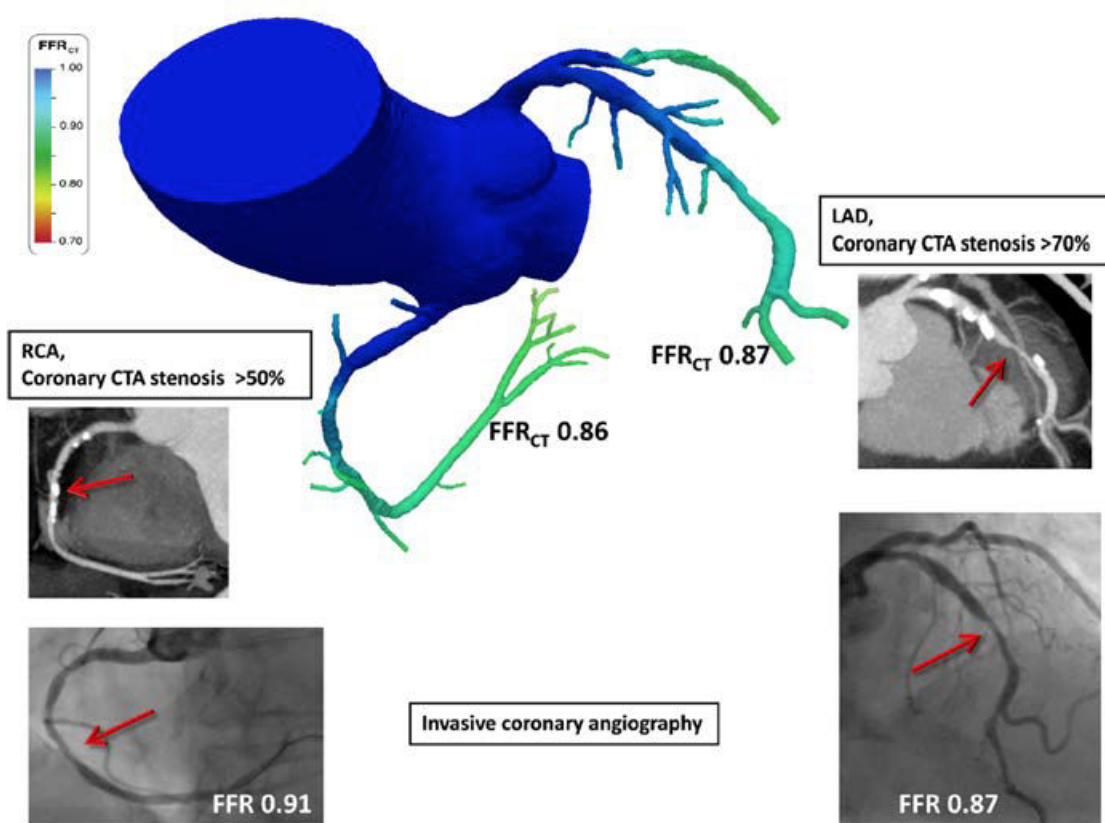 FFRCT
1.00
0.90
0.80
0.70
LAD,
Coronary CTA stenosis >70%
RCA,
Coronary CTA stenosis >50%
FFRCT 0.87
FFRCT 0.86
Invasive coronary angiography
FFR 0.91
FFR 0.87